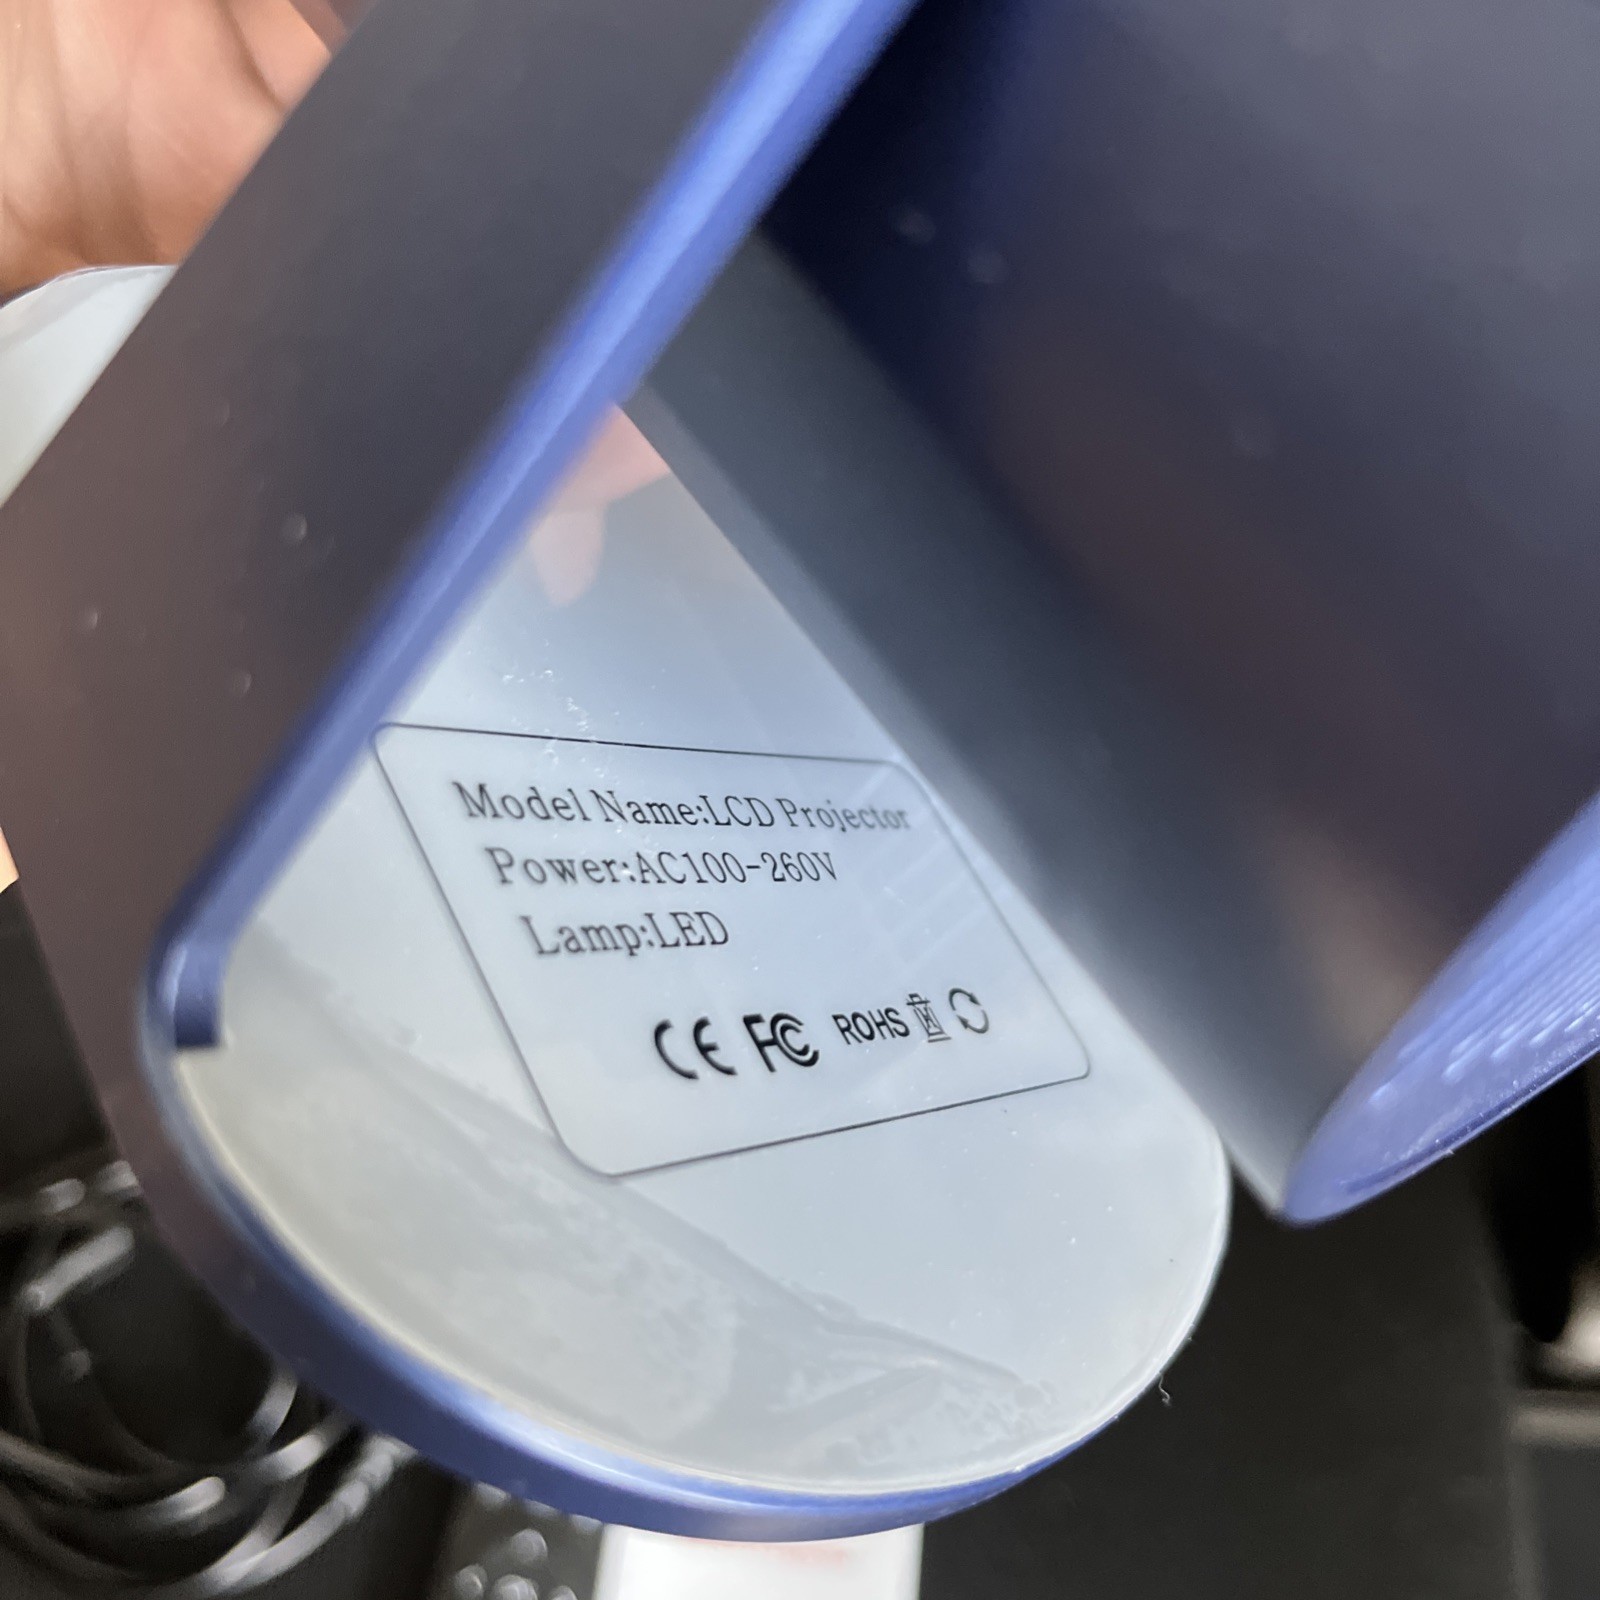 Model Name:LCD Projector
Power:AC100-260V
Lamp:LED
CE FC ROHS